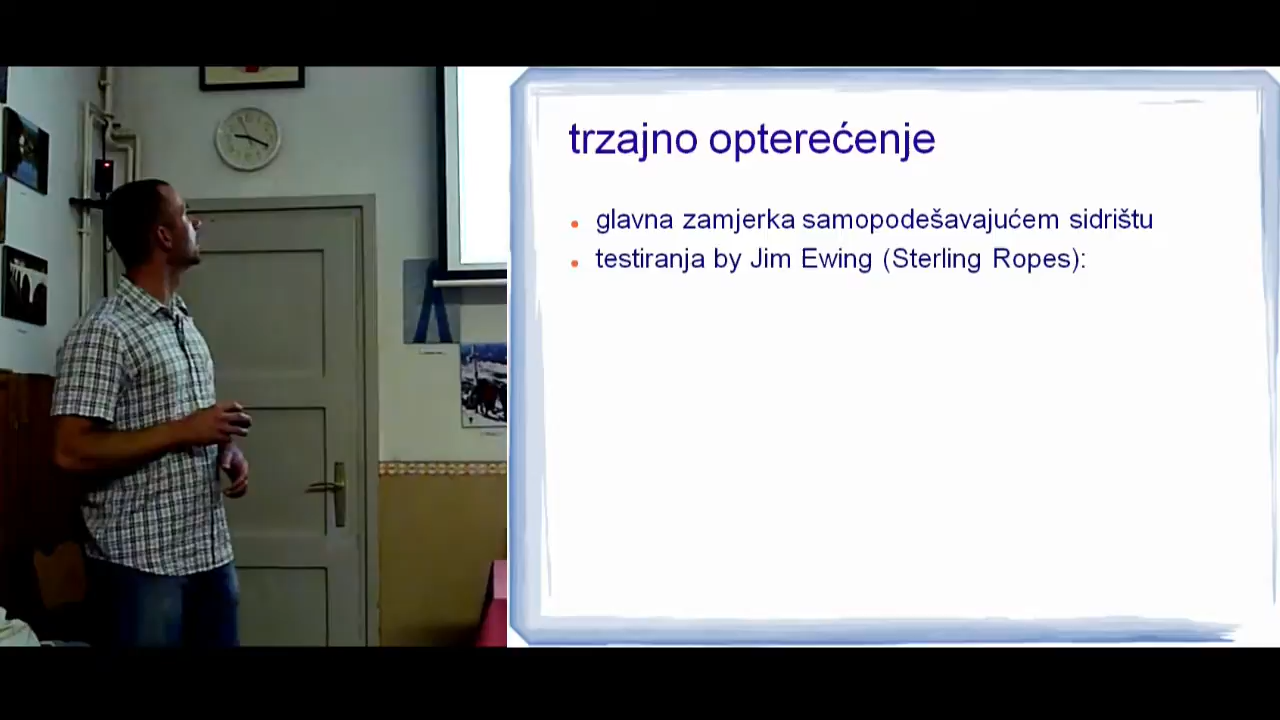 trzajno opterećenje
glavna zamjerka samopodešavajućem sidrištu
testiranja by Jim Ewing (Sterling Ropes):